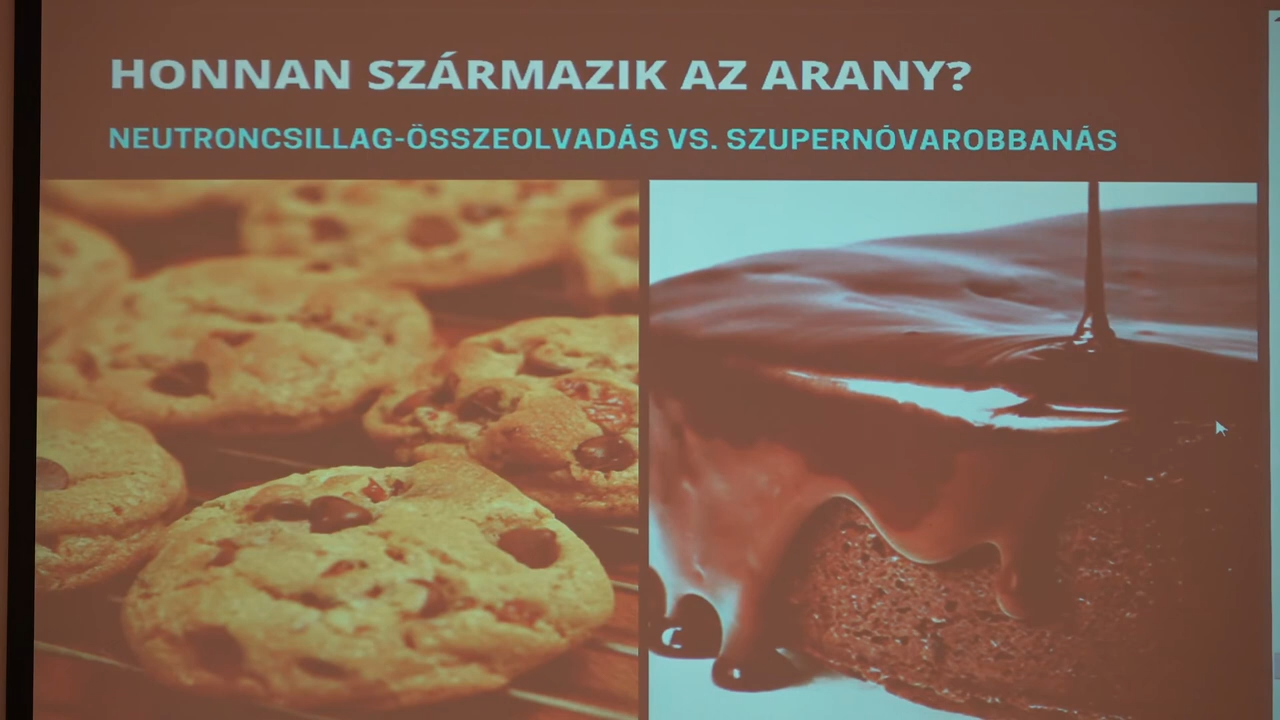 HONNAN SZÁRMAZIK AZ ARANY?
NEUTRONCSILLAG-ÖSSZEOLVADÁS VS. SZUPERNÓVAROBBANÁS